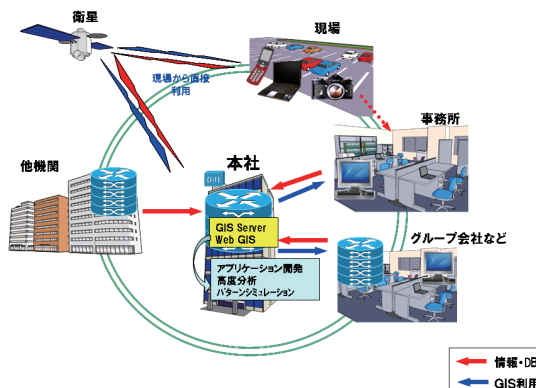 衛星
現場
現場から直接
利用
事務所
他機関
本社
GIS Server
Web GIS
グループ会社など
アプリケーション開発
高度分析
パターンシミュレーション
情報・DB
GIS利用